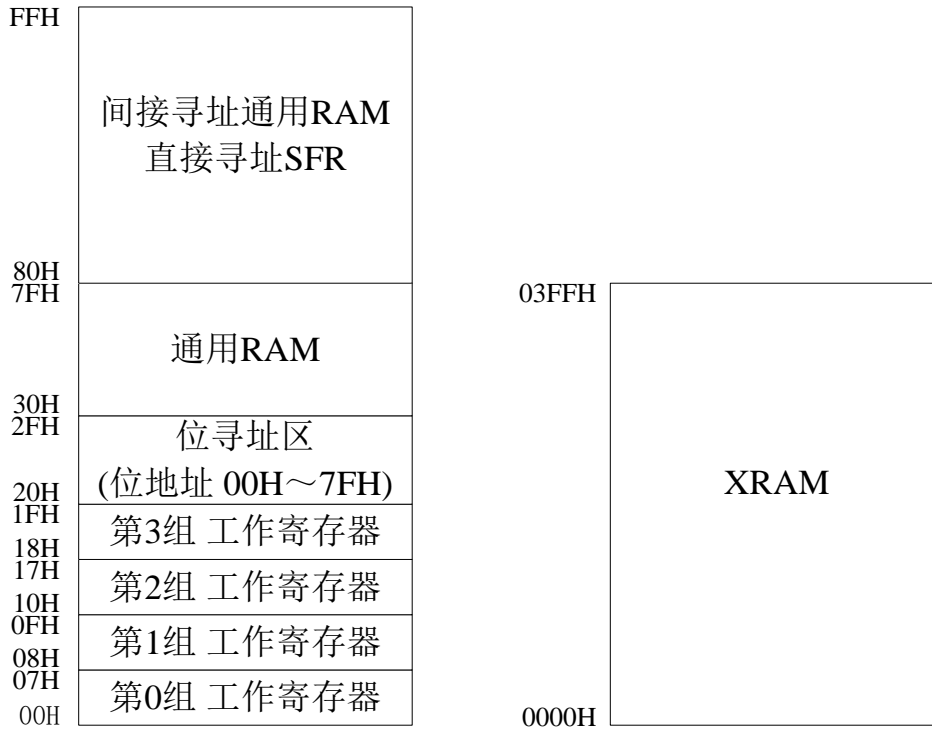 FFH
间接寻址通用RAM
直接寻址SFR
80H
7FH
通用RAM
30H
2FH
位寻址区
(位地址 00H～7FH)
20H
1FH
第3组 工作寄存器
18H
17H
第2组 工作寄存器
10H
0FH
第1组 工作寄存器
08H
07H
第0组 工作寄存器
00H
03FFH
XRAM
0000H